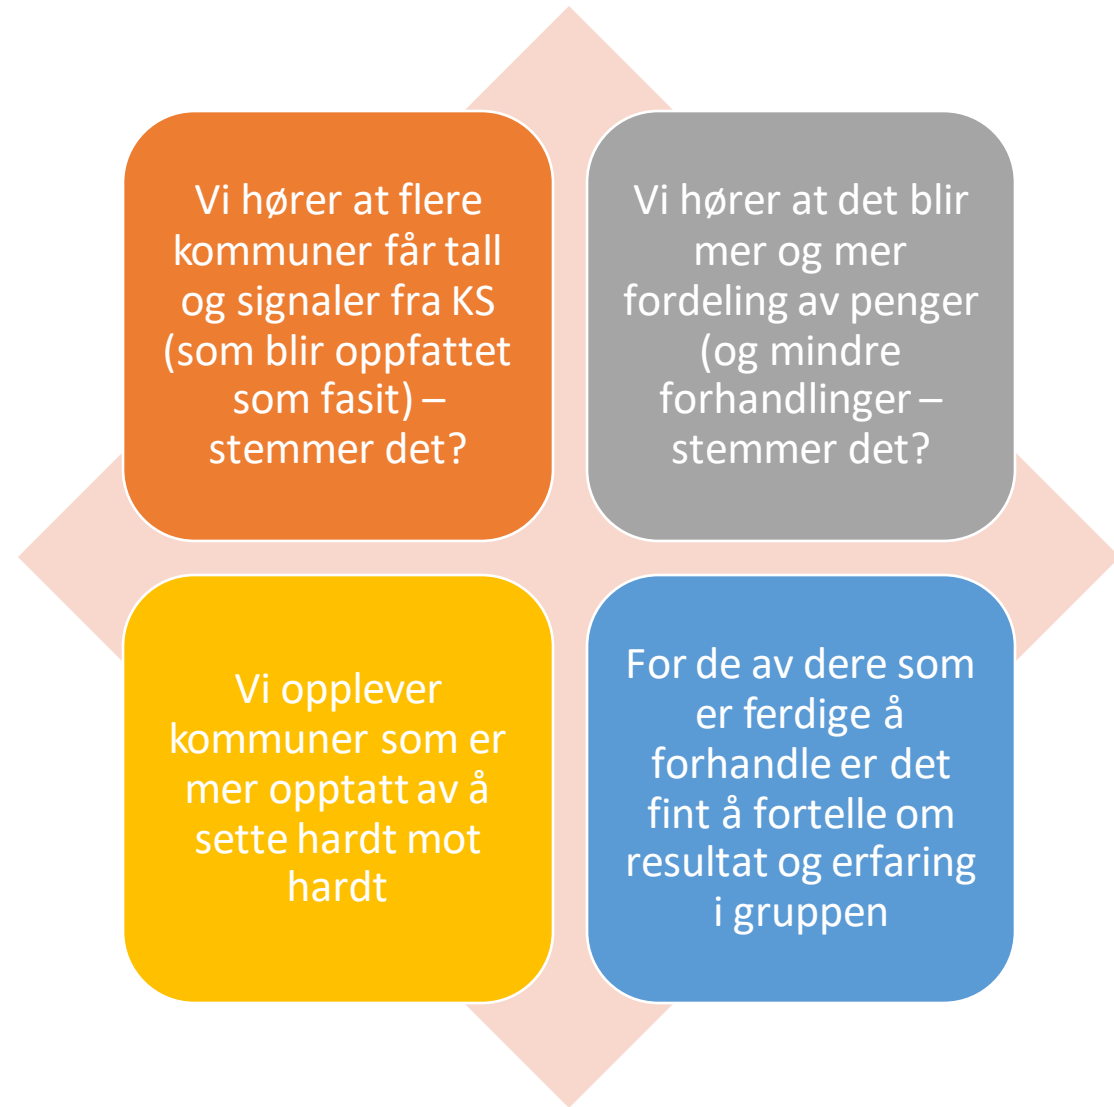 Vi hører at flere
kommuner får tall
og signaler fra KS
(som blir oppfattet
som fasit) –
stemmer det?
Vi hører at det blir
mer og mer
fordeling av penger
(og mindre
forhandlinger –
stemmer det?
Vi opplever
kommuner som er
mer opptatt av å
sette hardt mot
hardt
For de av dere som
er ferdige å
forhandle er det
fint å fortelle om
resultat og erfaring
i gruppen